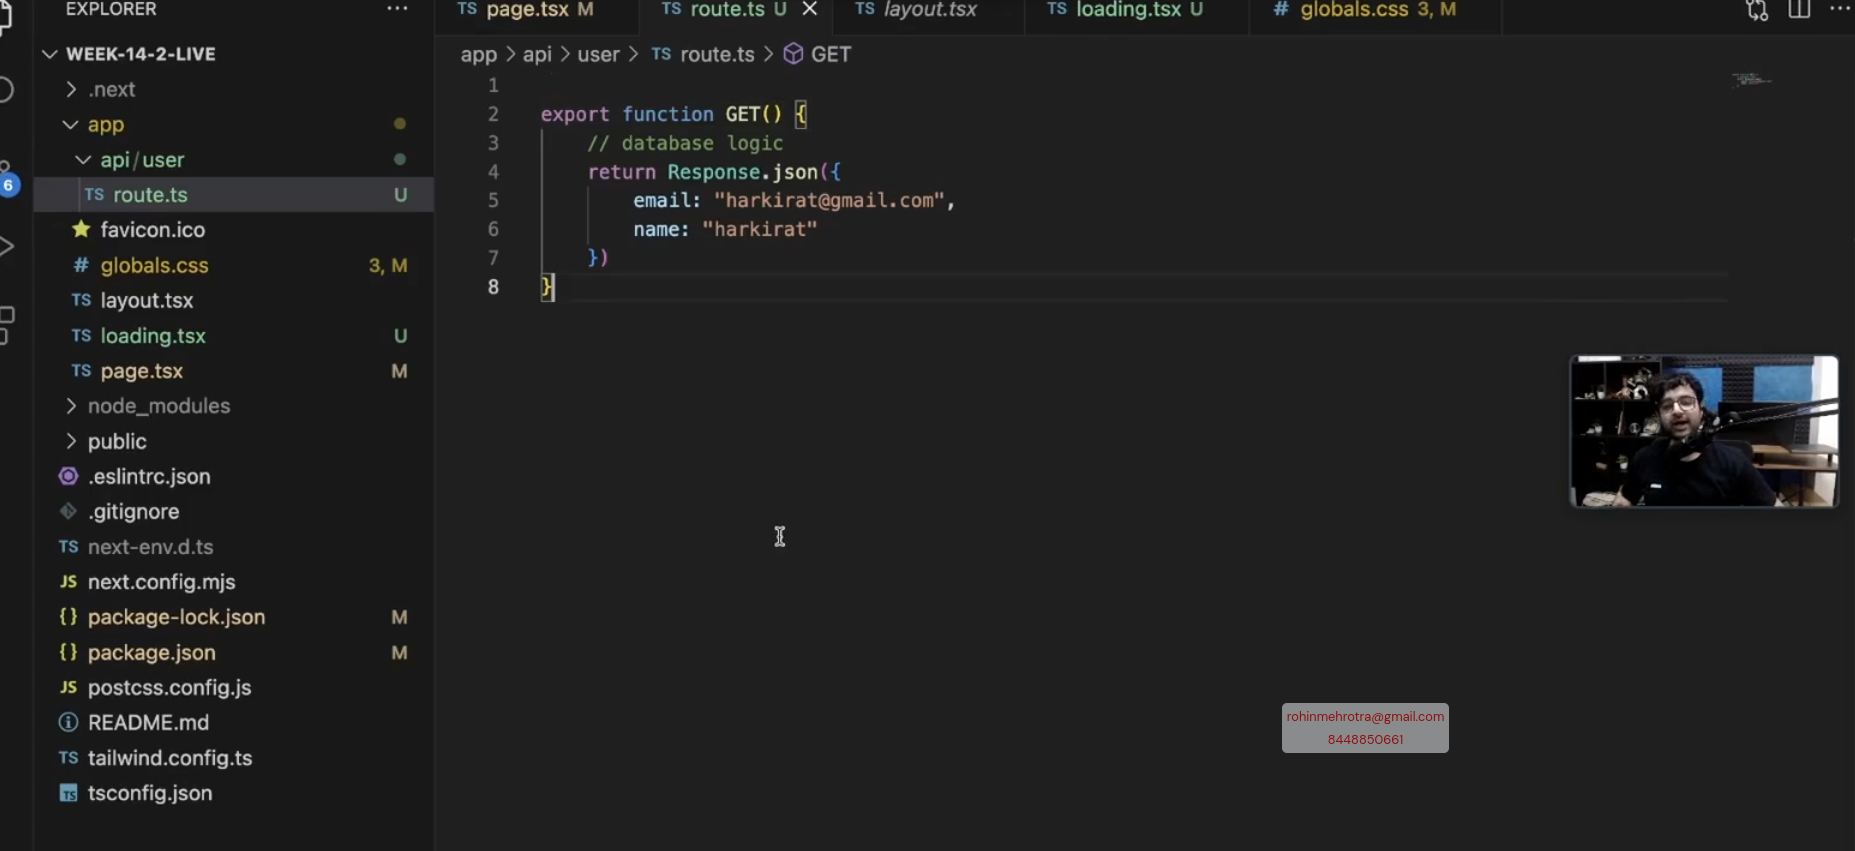 EXPLORER
WEEK-14-2-LIVE
.next
app
api/user
TS route.ts U
favicon.ico
# globals.css 3, M
TS layout.tsx
TS loading.tsx U
TS page.tsx M
node_modules
public
.eslintrc.json
.gitignore
TS next-env.d.ts
JS next.config.mjs
{} package-lock.json M
{} package.json M
JS postcss.config.js
README.md
TS tailwind.config.ts
TS tsconfig.json
6
TS page.tsx M
TS route.ts U
TS layout.tsx
TS loading.tsx U
# globals.css 3, M
app > api > user > TS route.ts > GET
1
2 export function GET() {
3 // database logic
4 return Response.json({
5 email: "harkirat@gmail.com",
6 name: "harkirat"
7 })
8 }
rohinmehrotra@gmail.com
8448850661